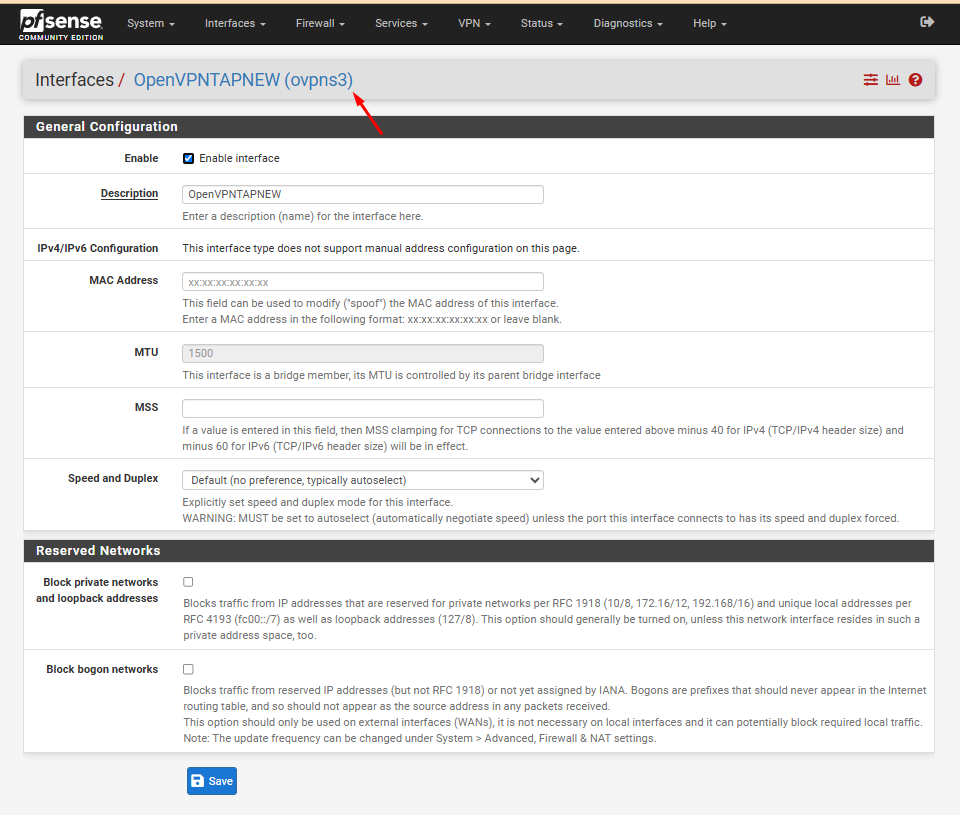 pfsense
COMMUNITY EDITION
System Interfaces Firewall Services VPN Status Diagnostics Help
Interfaces / OpenVPNTAPNEW (ovpns3)
General Configuration
Enable Enable interface
Description OpenVPNTAPNEW
Enter a description (name) for the interface here.
IPv4/IPv6 Configuration This interface type does not support manual address configuration on this page.
MAC Address xx:xx:xx:xx:xx:xx
This field can be used to modify ("spoof") the MAC address of this interface.
Enter a MAC address in the following format: xx:xx:xx:xx:xx:xx or leave blank.
MTU 1500
This interface is a bridge member, its MTU is controlled by its parent bridge interface
MSS
If a value is entered in this field, then MSS clamping for TCP connections to the value entered above minus 40 for IPv4 (TCP/IPv4 header size) and
minus 60 for IPv6 (TCP/IPv6 header size) will be in effect.
Speed and Duplex Default (no preference, typically autoselect)
Explicitly set speed and duplex mode for this interface.
WARNING: MUST be set to autoselect (automatically negotiate speed) unless the port this interface connects to has its speed and duplex forced.
Reserved Networks
Block private networks
and loopback addresses
Blocks traffic from IP addresses that are reserved for private networks per RFC 1918 (10/8, 172.16/12, 192.168/16) and unique local addresses per
RFC 4193 (fc00::/7) as well as loopback addresses (127/8). This option should generally be turned on, unless this network interface resides in such a
private address space, too.
Block bogon networks
Blocks traffic from reserved IP addresses (but not RFC 1918) or not yet assigned by IANA. Bogons are prefixes that should never appear in the Internet
routing table, and so should not appear as the source address in any packets received.
This option should only be used on external interfaces (WANs), it is not necessary on local interfaces and it can potentially block required local traffic.
Note: The update frequency can be changed under System > Advanced, Firewall & NAT settings.
Save